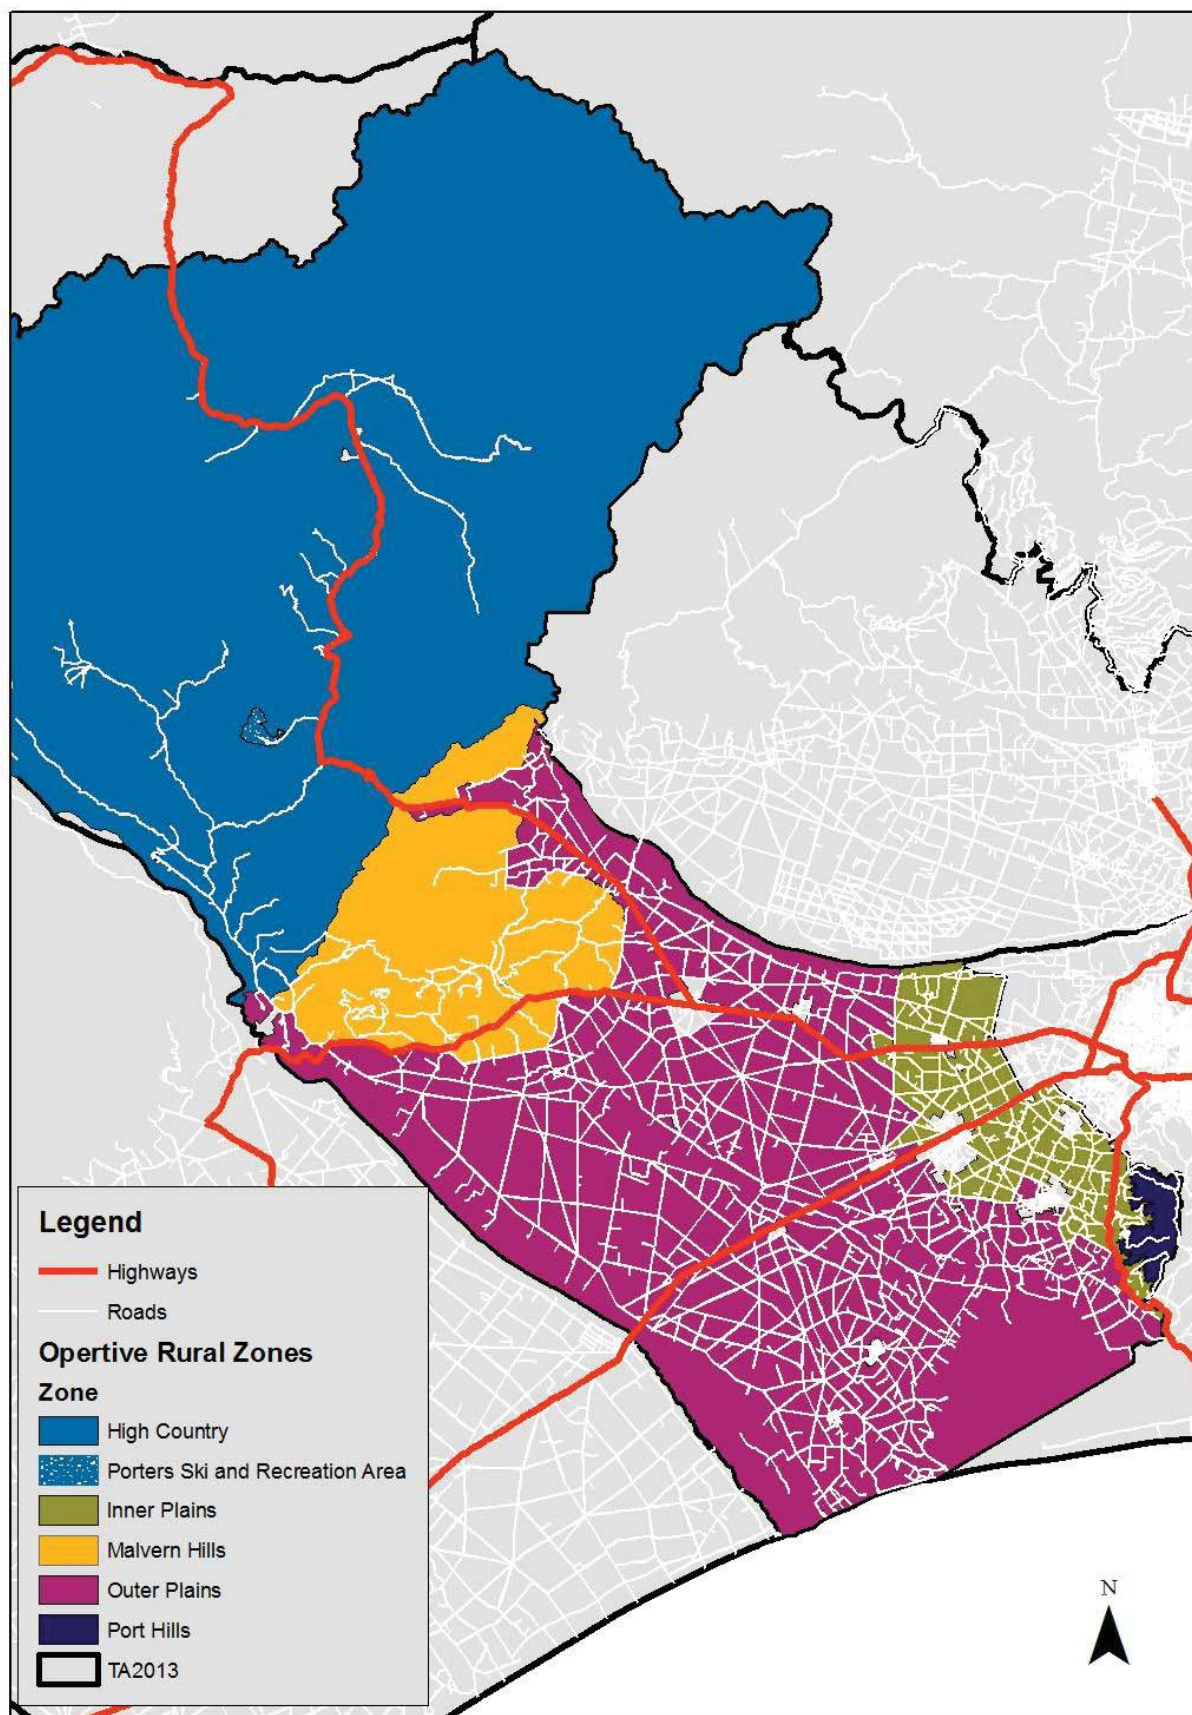 Legend
Highways
Roads
Opertive Rural Zones
Zone
High Country
Porters Ski and Recreation Area
Inner Plains
Malvern Hills
Outer Plains
Port Hills
TA2013
N